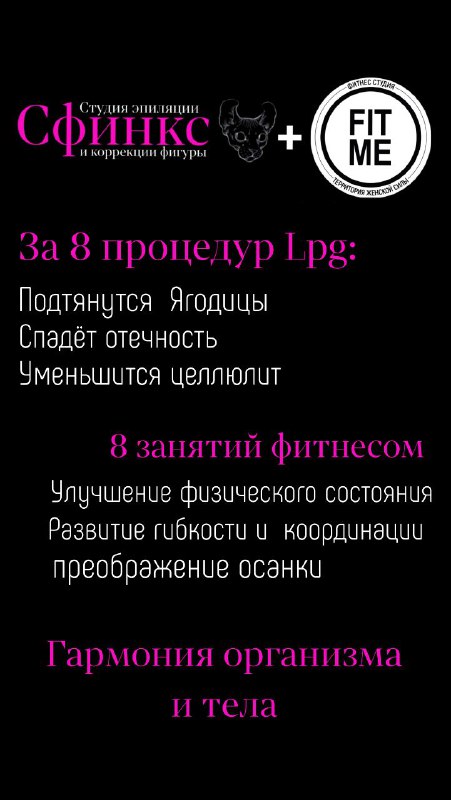 Студия эпиляции
Сфинкс
и коррекции фигуры
+
ФИТНЕС СТУДИЯ
FIT
ME
ТЕРРИТОРИЯ ЖЕНСКОЙ СИЛЫ
За 8 процедур Lpg:
Подтянутся Ягодицы
Спадёт отечность
Уменьшится целлюлит
8 занятий фитнесом
Улучшение физического состояния
Развитие гибкости и координации
преображение осанки
Гармония организма
и тела